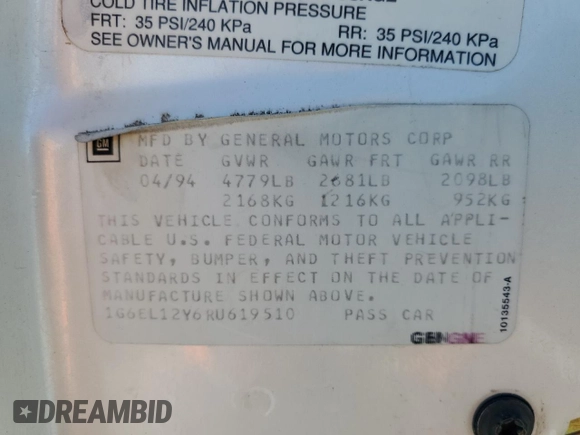 COLD TIRE INFLATION PRESSURE
FRT: 35 PSI/240 KPa RR: 35 PSI/240 KPa
SEE OWNER'S MANUAL FOR MORE INFORMATION
GM MFD BY GENERAL MOTORS CORP
DATE GVWR GAWR FRT GAWR RR
04/94 4779LB 2681LB 2098LB
2168KG 1216KG 952KG
THIS VEHICLE CONFORMS TO ALL APPLI-
CABLE U.S. FEDERAL MOTOR VEHICLE
SAFETY, BUMPER, AND THEFT PREVENTION
STANDARDS IN EFFECT ON THE DATE OF
MANUFACTURE SHOWN ABOVE.
1G6EL12Y6RU619510 PASS CAR
10135543-A
DREAMBID